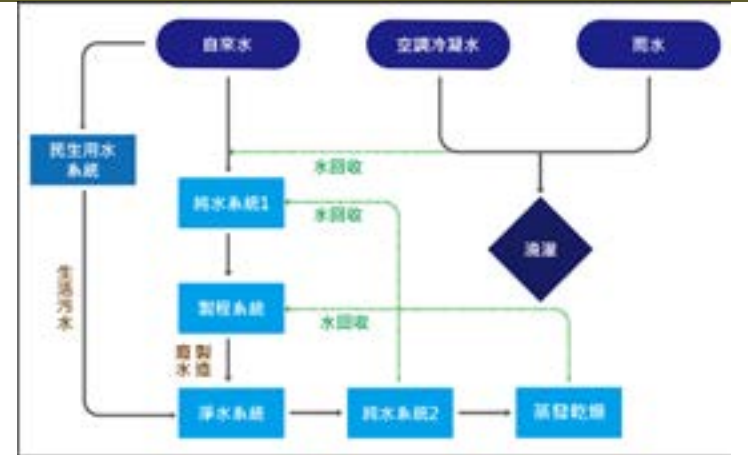 自來水
空調冷凝水
雨水
民生用水
系統
水回收
純水系統1
水回收
澆灌
生活污水
製程系統
水回收
製造
廢水
淨水系統
純水系統2
蒸發乾燥